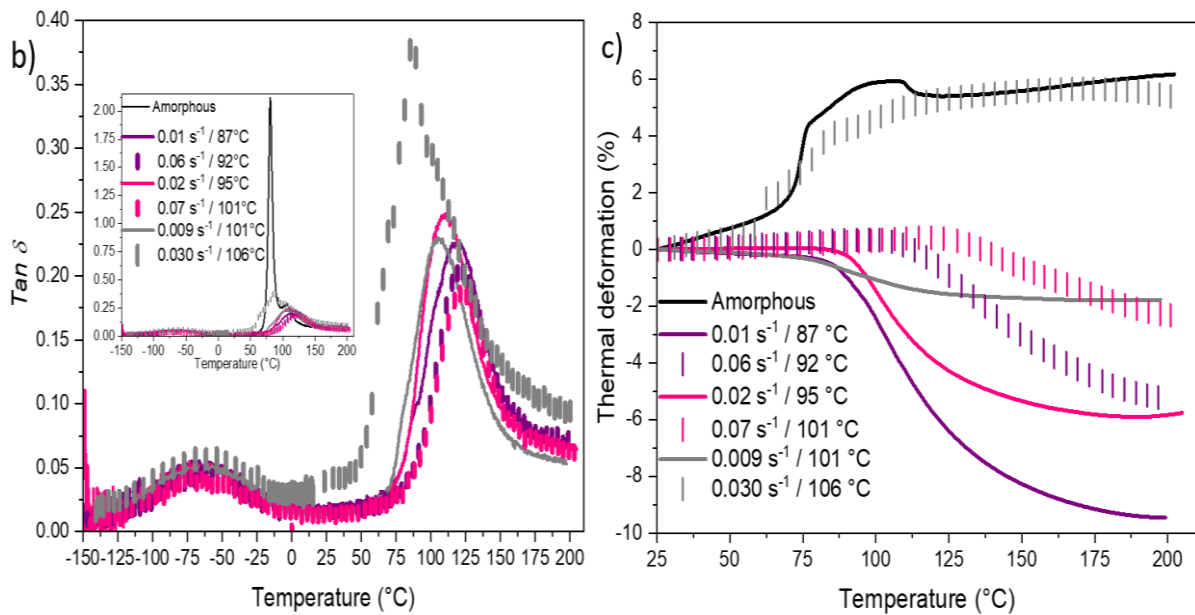 b)
0.40
0.35
0.30
0.25
0.20
0.15
0.10
0.05
0.00
Tan δ
-150 -125 -100 -75 -50 -25 0 25 50 75 100 125 150 175 200
Temperature (°C)
2.00
1.75
1.50
1.25
1.00
0.75
0.50
0.25
0.00
Amorphous
0.01 s⁻¹ / 87°C
0.06 s⁻¹ / 92°C
0.02 s⁻¹ / 95°C
0.07 s⁻¹ / 101°C
0.009 s⁻¹ / 101°C
0.030 s⁻¹ / 106°C
-150 -100 -50 0 50 100 150 200
Temperature (°C)
c)
8
6
4
2
0
-2
-4
-6
-8
-10
Thermal deformation (%)
Amorphous
0.01 s⁻¹ / 87 °C
0.06 s⁻¹ / 92 °C
0.02 s⁻¹ / 95 °C
0.07 s⁻¹ / 101 °C
0.009 s⁻¹ / 101 °C
0.030 s⁻¹ / 106 °C
25 50 75 100 125 150 175 200
Temperature (°C)